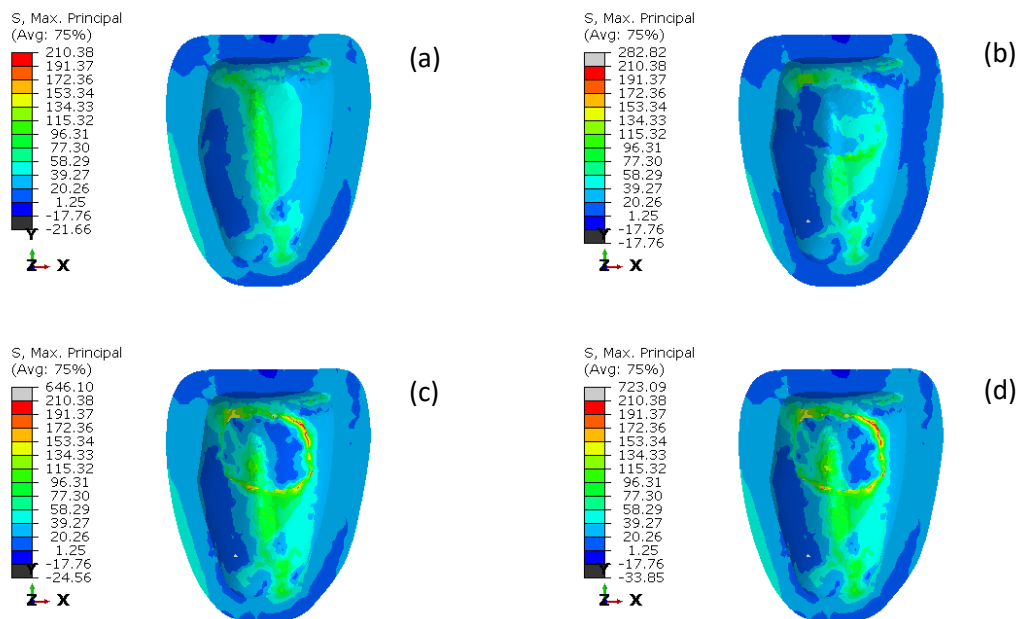 S, Max. Principal
(Avg: 75%)
210.38
191.37
172.36
153.34
134.33
115.32
96.31
77.30
58.29
39.27
20.26
1.25
-17.76
-21.66
Y
Z X
(a)
S, Max. Principal
(Avg: 75%)
282.82
210.38
191.37
172.36
153.34
134.33
115.32
96.31
77.30
58.29
39.27
20.26
1.25
-17.76
-17.76
Y
Z X
(b)
S, Max. Principal
(Avg: 75%)
646.10
210.38
191.37
172.36
153.34
134.33
115.32
96.31
77.30
58.29
39.27
20.26
1.25
-17.76
-24.56
Y
Z X
(c)
S, Max. Principal
(Avg: 75%)
723.09
210.38
191.37
172.36
153.34
134.33
115.32
96.31
77.30
58.29
39.27
20.26
1.25
-17.76
-33.85
Y
Z X
(d)